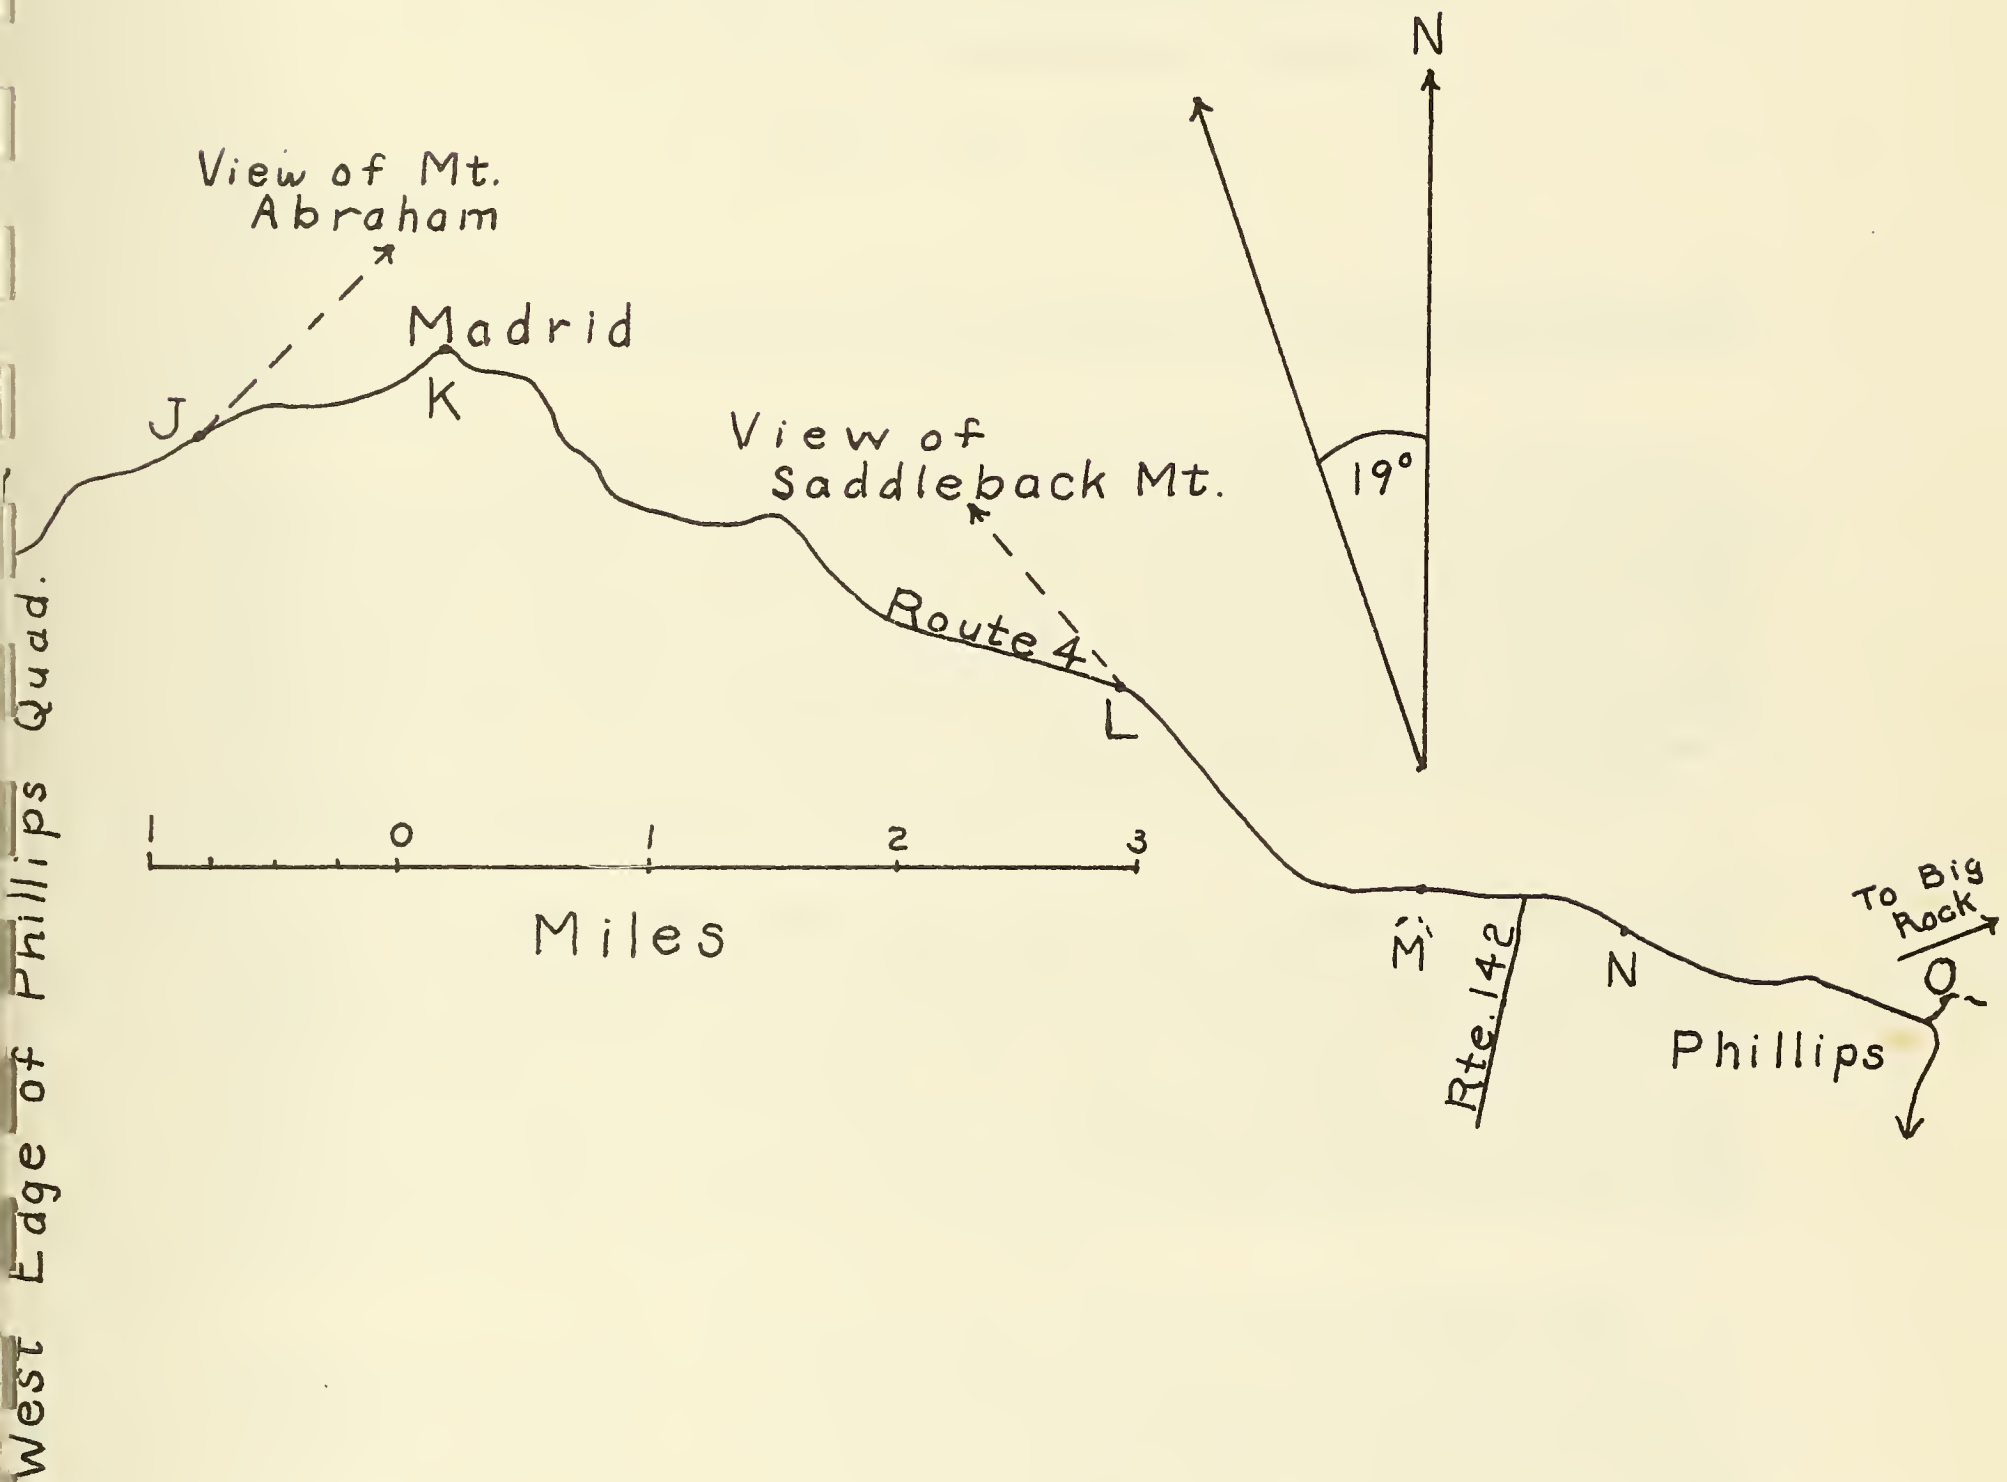 N
View of Mt.
Abraham
Madrid
J
K
View of
Saddleback Mt.
19°
Route 4
L
1 0 1 2 3
Miles
To Big
Rock
M
Rte. 142
N
O
Phillips
West Edge of Phillips Quad.